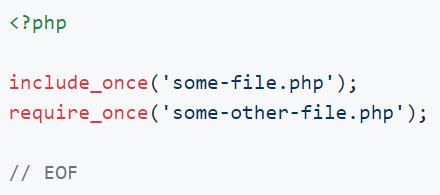 <?php
include_once('some-file.php');
require_once('some-other-file.php');
// EOF